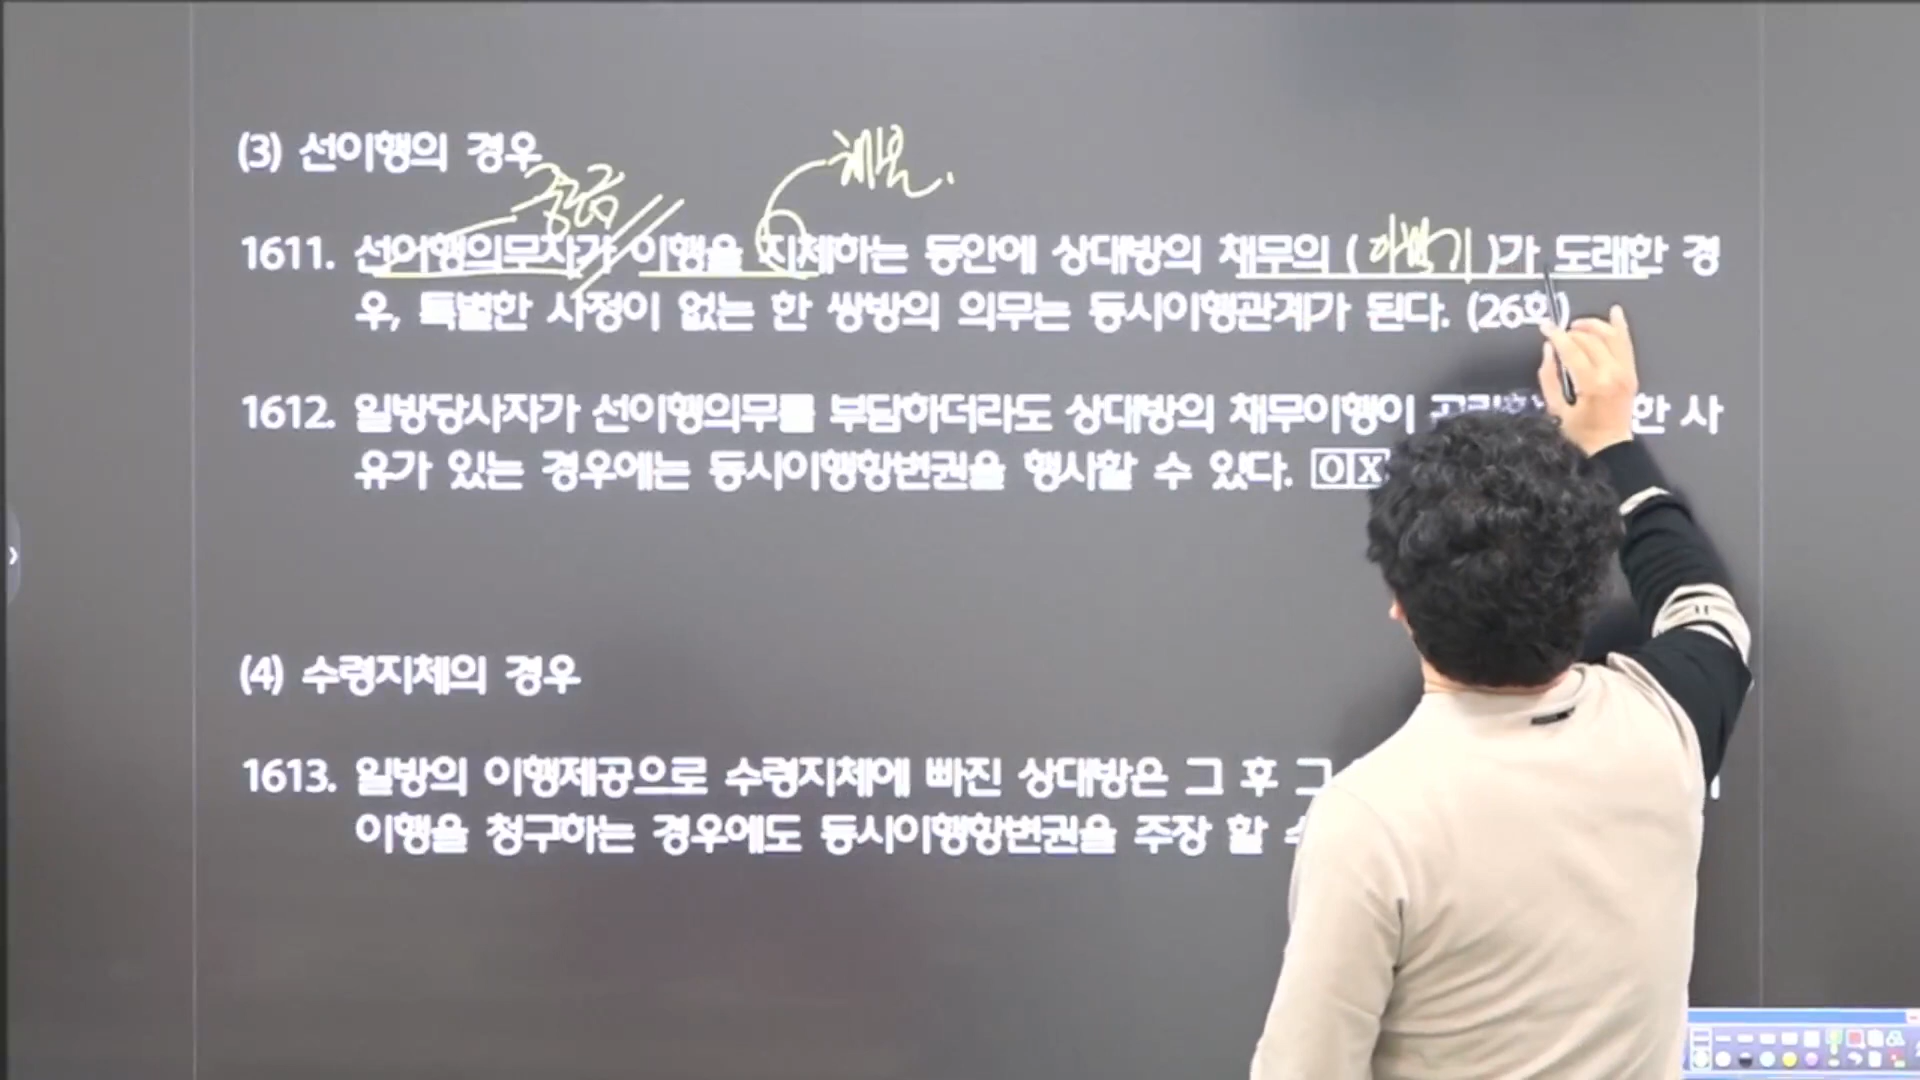 (3) 선이행의 경우
중도금
체문.
1611. 선이행의무자가 이행을 지체하는 동안에 상대방의 채무의 ( 이행기 )가 도래한 경
우, 특별한 사정이 없는 한 쌍방의 의무는 동시이행관계가 된다. (26회)
1612. 일방당사자가 선이행의무를 부담하더라도 상대방의 채무이행이 한 사
유가 있는 경우에는 동시이행항변권을 행사할 수 있다. O X
(4) 수령지체의 경우
1613. 일방의 이행제공으로 수령지체에 빠진 상대방은 그 후 그
이행을 청구하는 경우에도 동시이행항변권을 주장 할